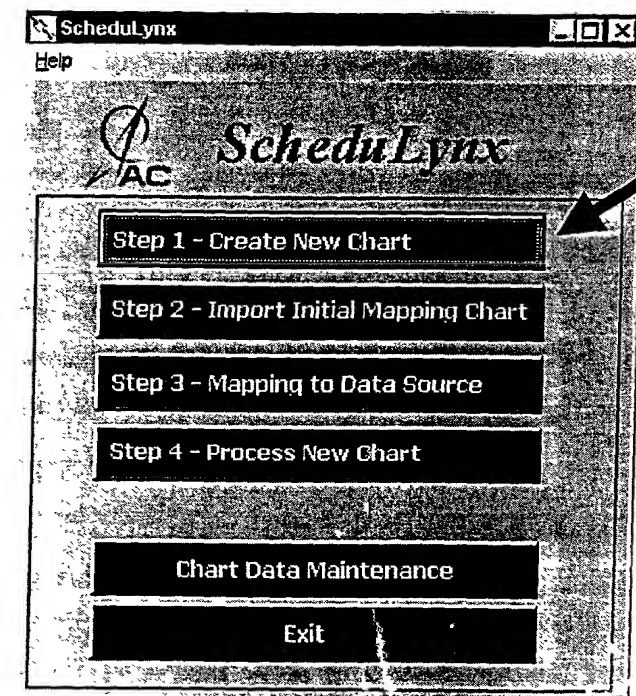 ScheduLynx
Help
AC
ScheduLynx
Step 1 - Create New Chart
Step 2 - Import Initial Mapping Chart
Step 3 - Mapping to Data Source
Step 4 - Process New Chart
Chart Data Maintenance
Exit